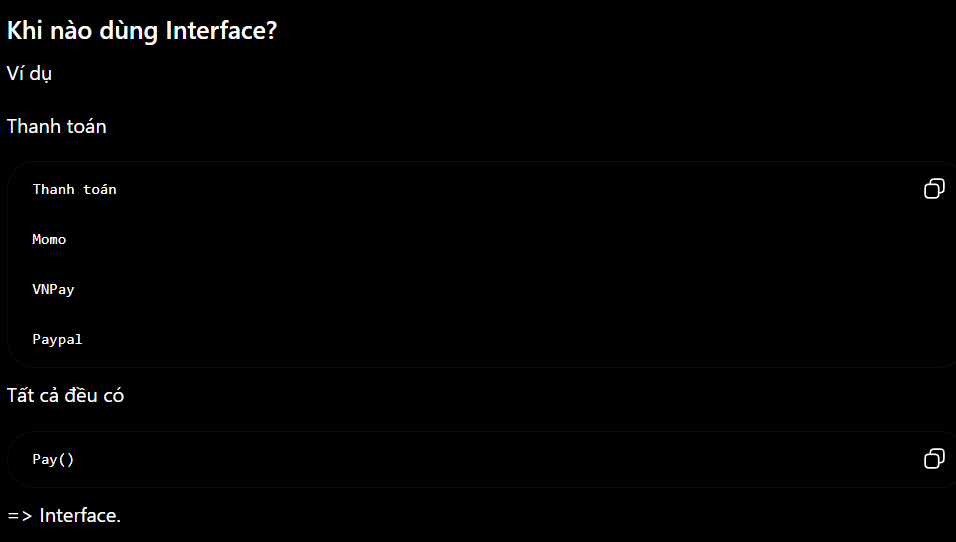 Khi nào dùng Interface?
Ví dụ
Thanh toán
Thanh toán
Momo
VNPay
Paypal
Tất cả đều có
Pay()
=> Interface.